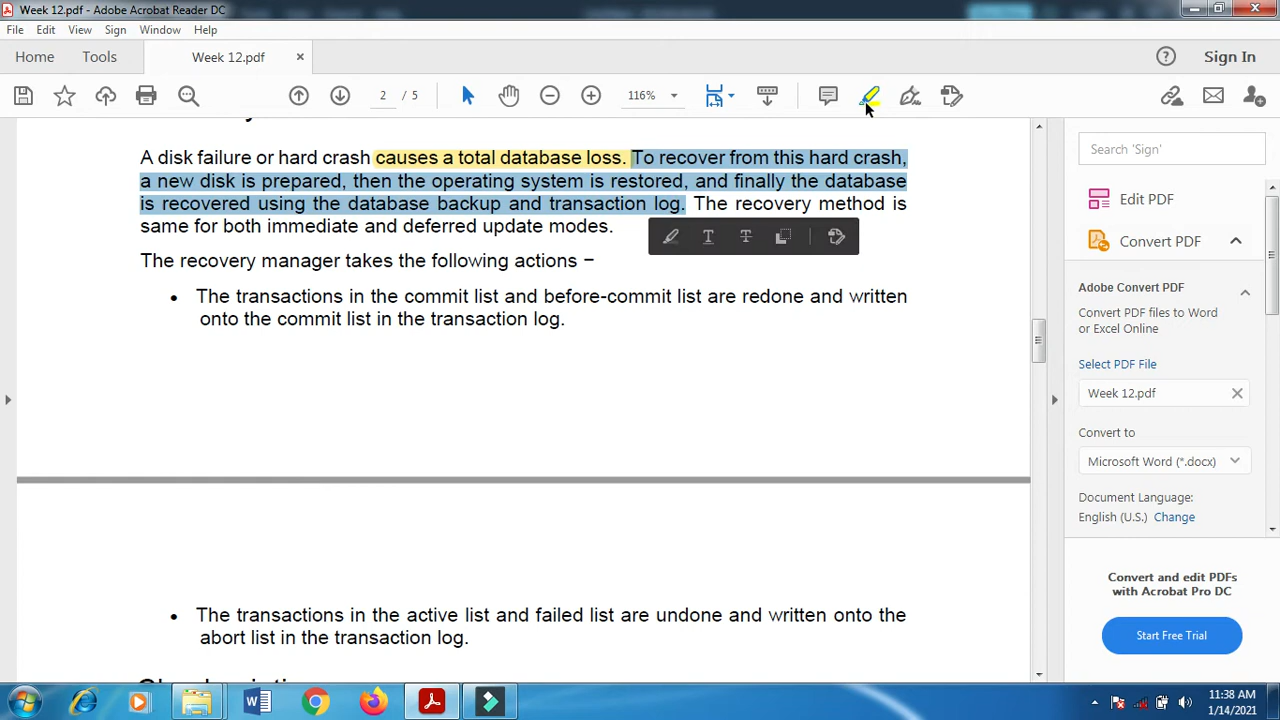 Week 12.pdf - Adobe Acrobat Reader DC
File Edit View Sign Window Help
Home Tools Week 12.pdf × ? Sign In
2 / 5 116%
A disk failure or hard crash causes a total database loss. To recover from this hard crash,
a new disk is prepared, then the operating system is restored, and finally the database
is recovered using the database backup and transaction log. The recovery method is
same for both immediate and deferred update modes.
The recovery manager takes the following actions −
• The transactions in the commit list and before-commit list are redone and written
onto the commit list in the transaction log.
• The transactions in the active list and failed list are undone and written onto the
abort list in the transaction log.
Search 'Sign'
Edit PDF
Convert PDF
Adobe Convert PDF
Convert PDF files to Word
or Excel Online
Select PDF File
Week 12.pdf
Convert to
Microsoft Word (*.docx)
Document Language:
English (U.S.) Change
Convert and edit PDFs
with Acrobat Pro DC
Start Free Trial
11:38 AM
1/14/2021